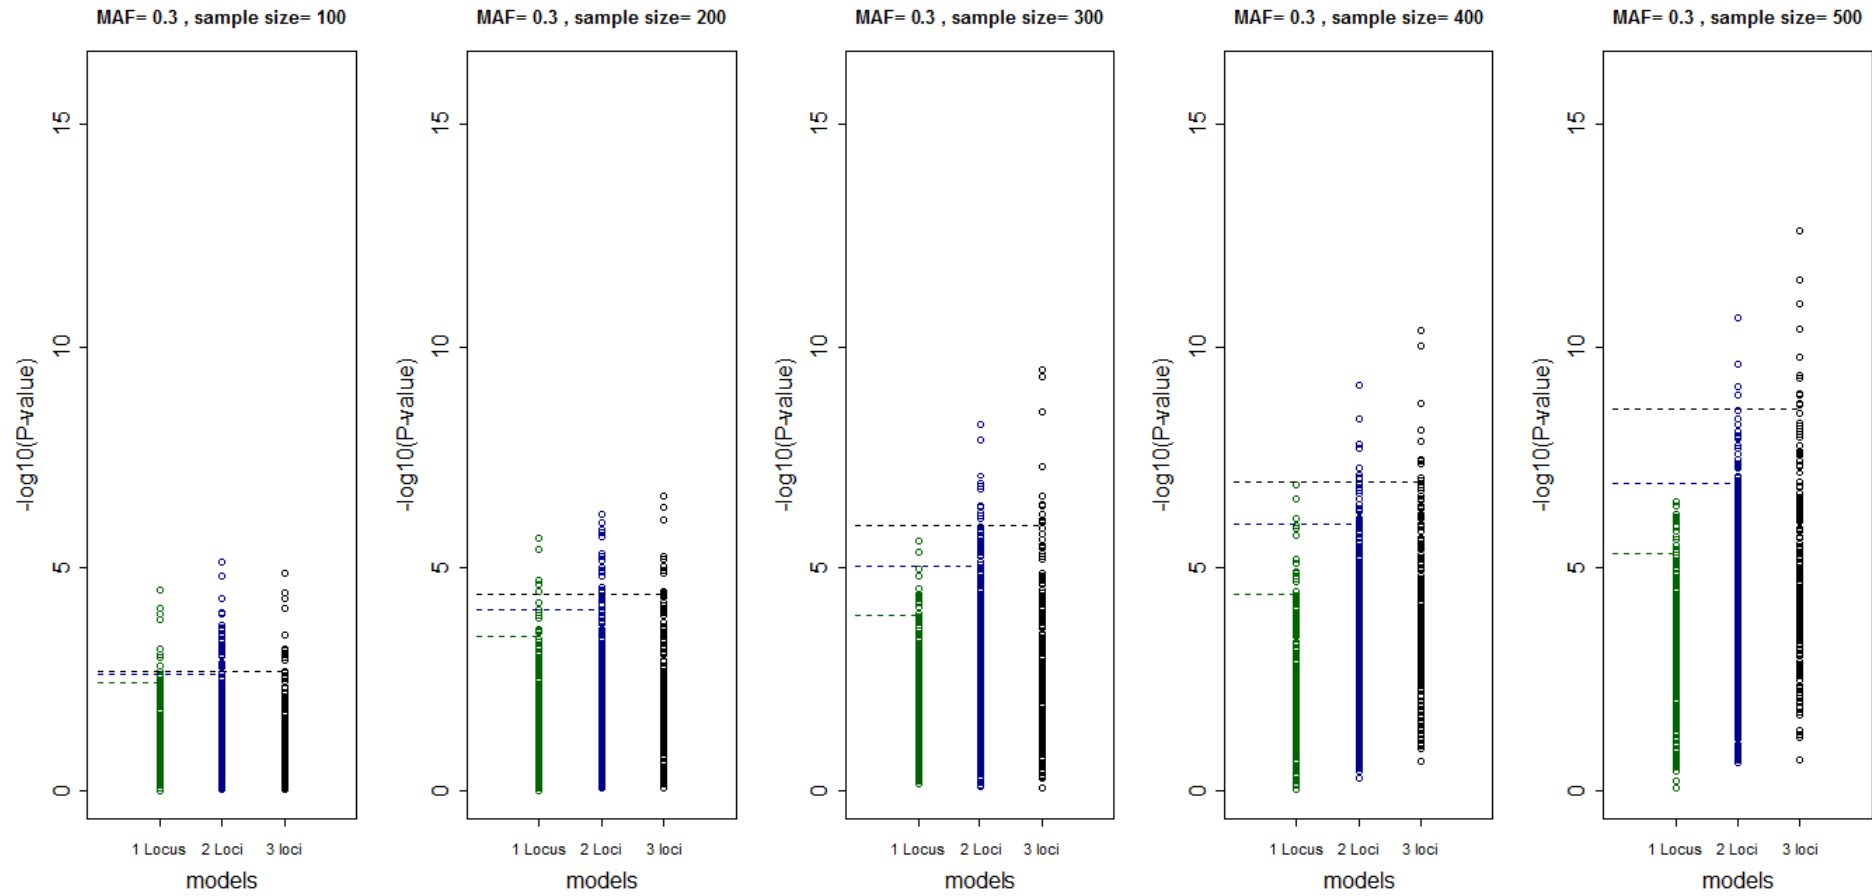 MAF= 0.3 , sample size= 100
-log10(P-value)
15
10
5
0
1 Locus 2 Loci 3 loci
models
MAF= 0.3 , sample size= 200
-log10(P-value)
15
10
5
0
1 Locus 2 Loci 3 loci
models
MAF= 0.3 , sample size= 300
-log10(P-value)
15
10
5
0
1 Locus 2 Loci 3 loci
models
MAF= 0.3 , sample size= 400
-log10(P-value)
15
10
5
0
1 Locus 2 Loci 3 loci
models
MAF= 0.3 , sample size= 500
-log10(P-value)
15
10
5
0
1 Locus 2 Loci 3 loci
models